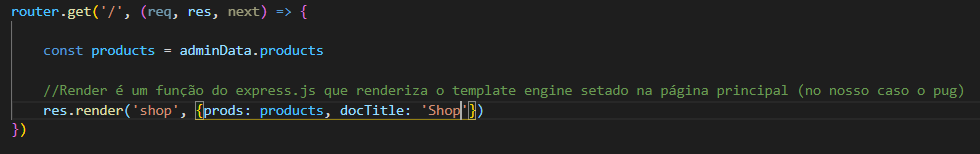 router.get('/', (req, res, next) => {
const products = adminData.products
//Render é um função do express.js que renderiza o template engine setado na página principal (no nosso caso o pug)
res.render('shop', {prods: products, docTitle: 'Shop'})
})